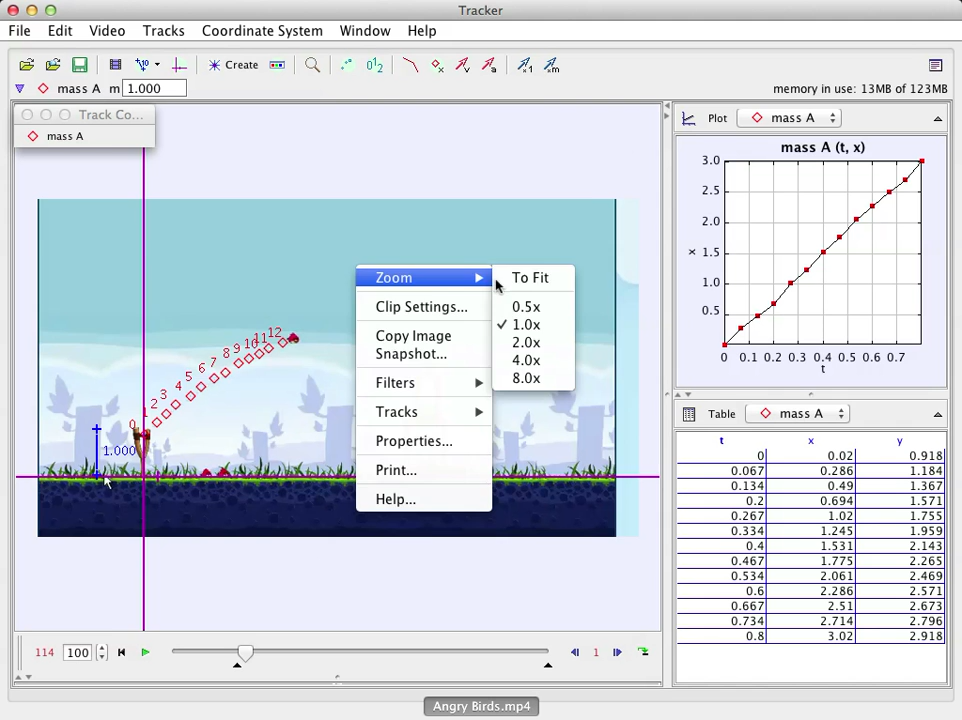 Tracker
File Edit Video Tracks Coordinate System Window Help
Create
mass A m 1.000 memory in use: 13MB of 123MB
Track Co...
mass A
Plot mass A
mass A (t, x)
3.0
2.5
2.0
1.5
1.0
0.5
x
0 0.1 0.2 0.3 0.4 0.5 0.6 0.7
t
Zoom
Clip Settings...
Copy Image
Snapshot...
Filters
Tracks
Properties...
Print...
Help...
To Fit
0.5x
1.0x
2.0x
4.0x
8.0x
0 1 2 3 4 5 6 7 8 9 10 11 12
1.000
Table mass A
t x y
0 0.02 0.918
0.067 0.286 1.184
0.134 0.49 1.367
0.2 0.694 1.571
0.267 1.02 1.755
0.334 1.245 1.959
0.4 1.531 2.143
0.467 1.775 2.265
0.534 2.061 2.469
0.6 2.286 2.571
0.667 2.51 2.673
0.734 2.714 2.796
0.8 3.02 2.918
114 100 1
Angry Birds.mp4